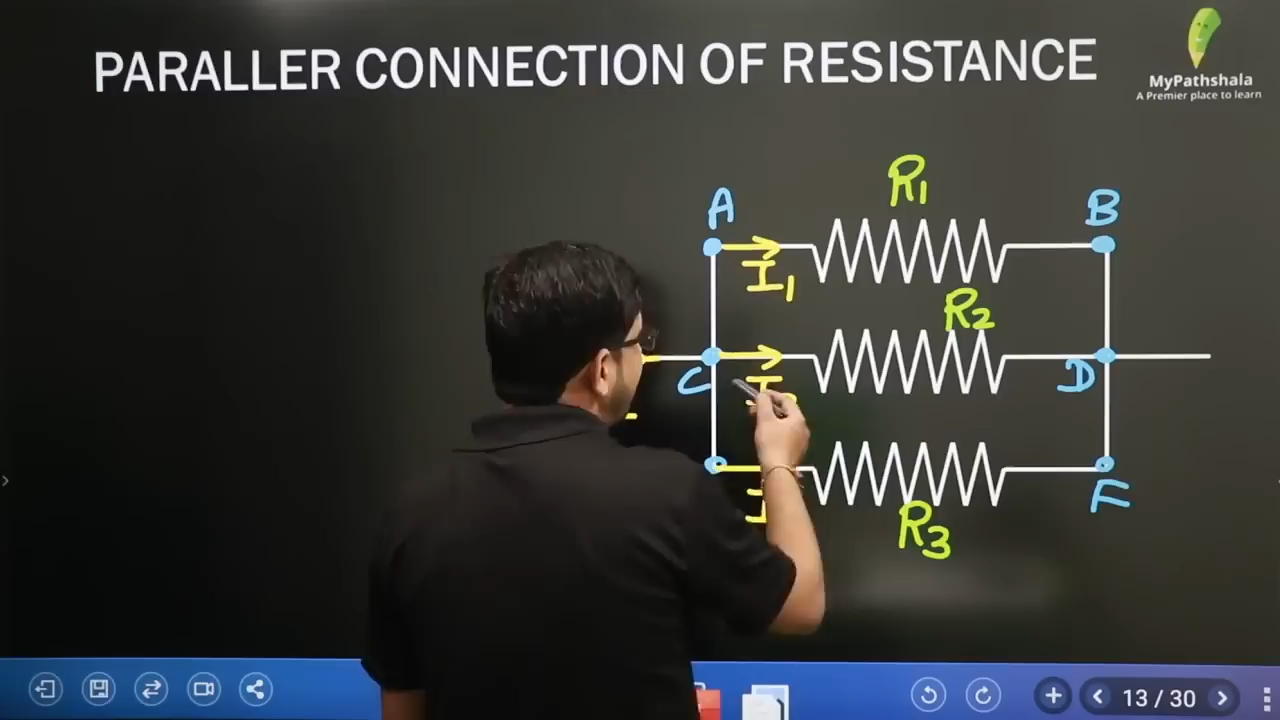 PARALLER CONNECTION OF RESISTANCE
MyPathshala
A Premier place to learn
A
R1
B
I1
R2
C
D
F
R3
13 / 30